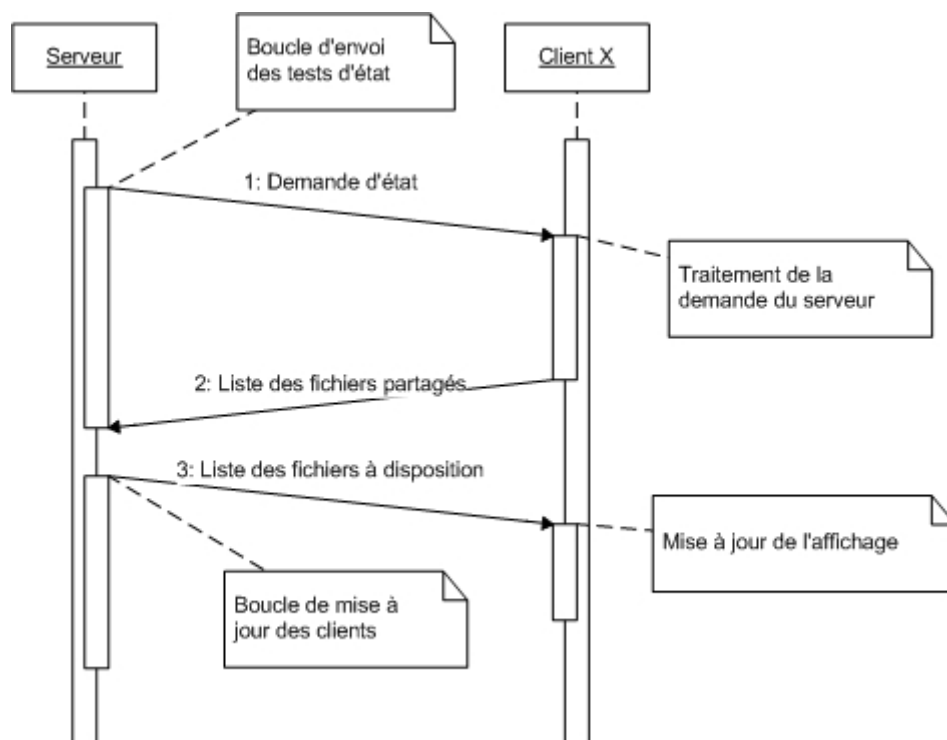 Serveur
Boucle d'envoi
des tests d'état
Client X
1: Demande d'état
Traitement de la
demande du serveur
2: Liste des fichiers partagés
3: Liste des fichiers à disposition
Mise à jour de l'affichage
Boucle de mise à
jour des clients